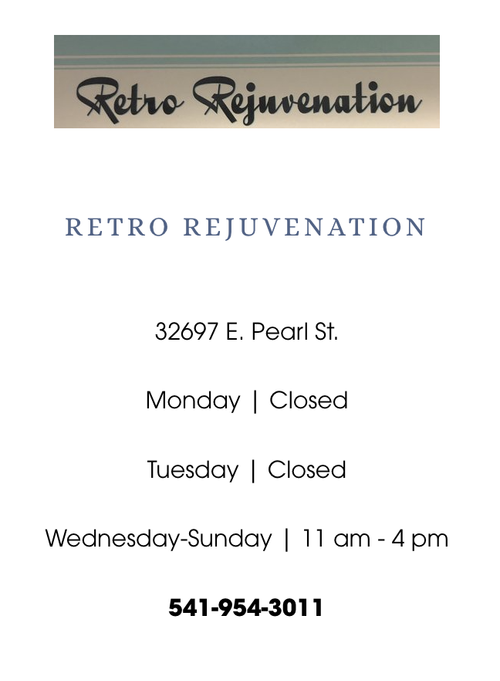 Retro Rejuvenation
RETRO REJUVENATION
32697 E. Pearl St.
Monday | Closed
Tuesday | Closed
Wednesday-Sunday | 11 am - 4 pm
541-954-3011